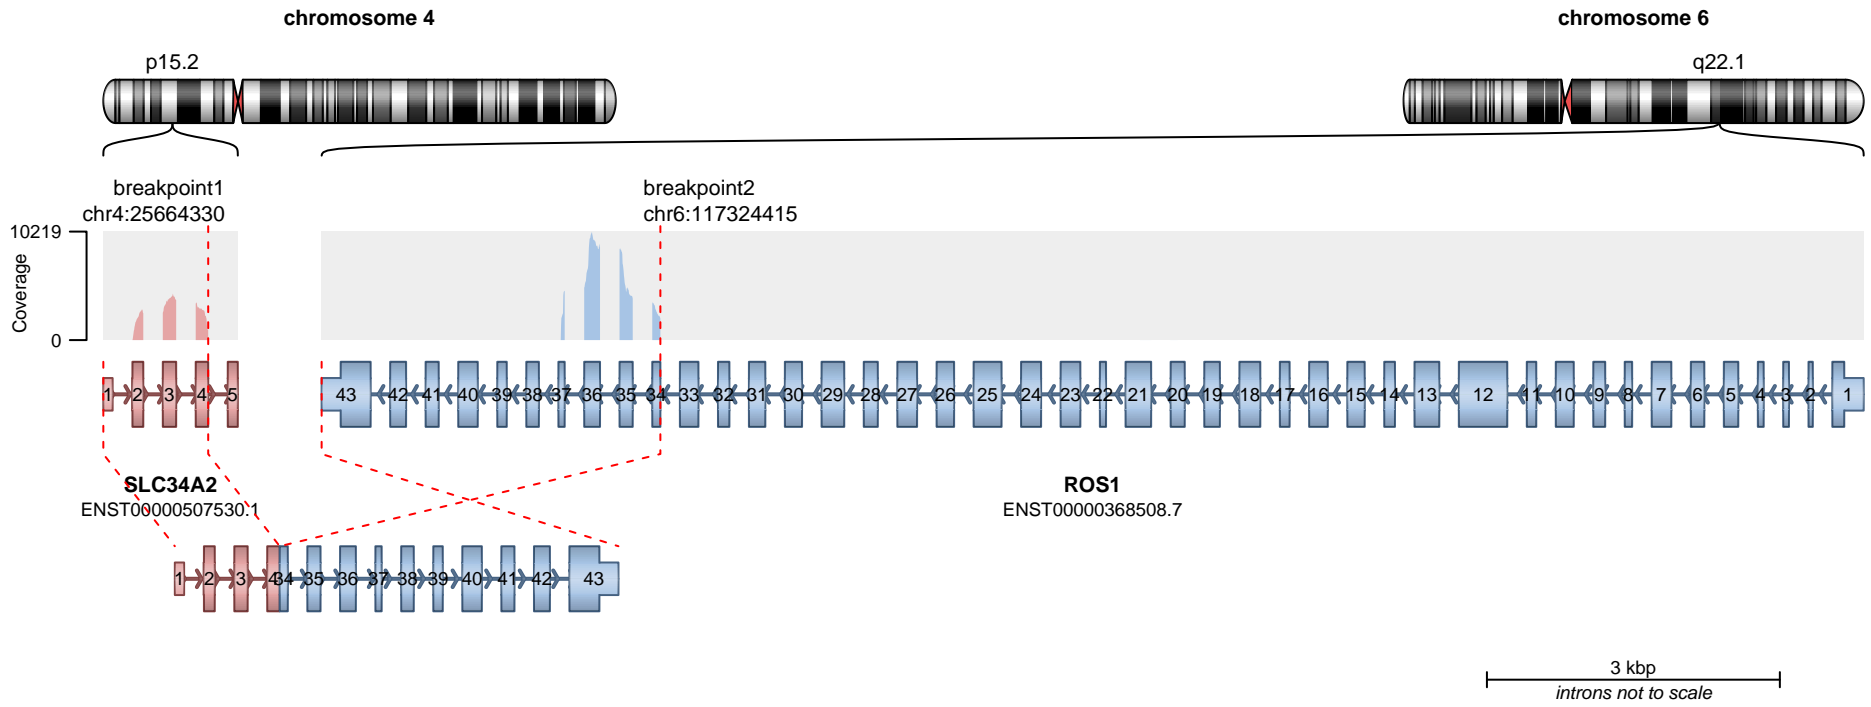 chromosome 4
chromosome 6
p15.2
q22.1
breakpoint1
chr4:25664330
breakpoint2
chr6:117324415
10219
Coverage
0
1 2 3 4 5
43 42 41 40 39 38 37 36 35 34 33 32 31 30 29 28 27 26 25 24 23 22 21 20 19 18 17 16 15 14 13 12 11 10 9 8 7 6 5 4 3 2 1
SLC34A2
ENST00000507530.1
ROS1
ENST00000368508.7
1 2 3 4 34 35 36 37 38 39 40 41 42 43
3 kbp
introns not to scale